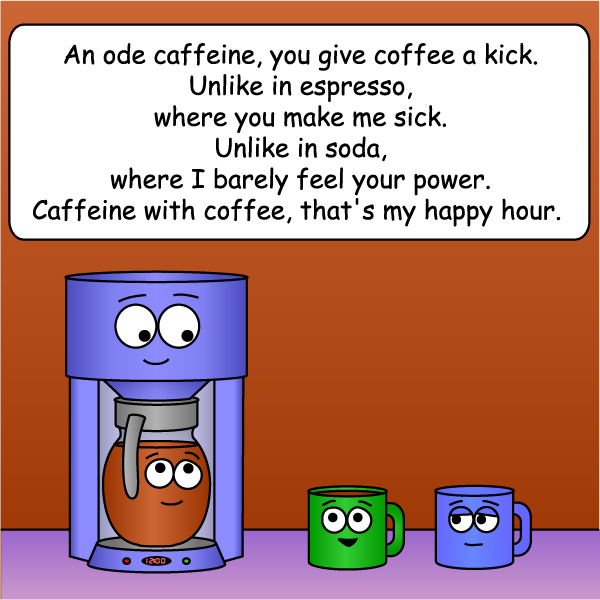 An ode caffeine, you give coffee a kick.
Unlike in espresso,
where you make me sick.
Unlike in soda,
where I barely feel your power.
Caffeine with coffee, that's my happy hour.
12:00